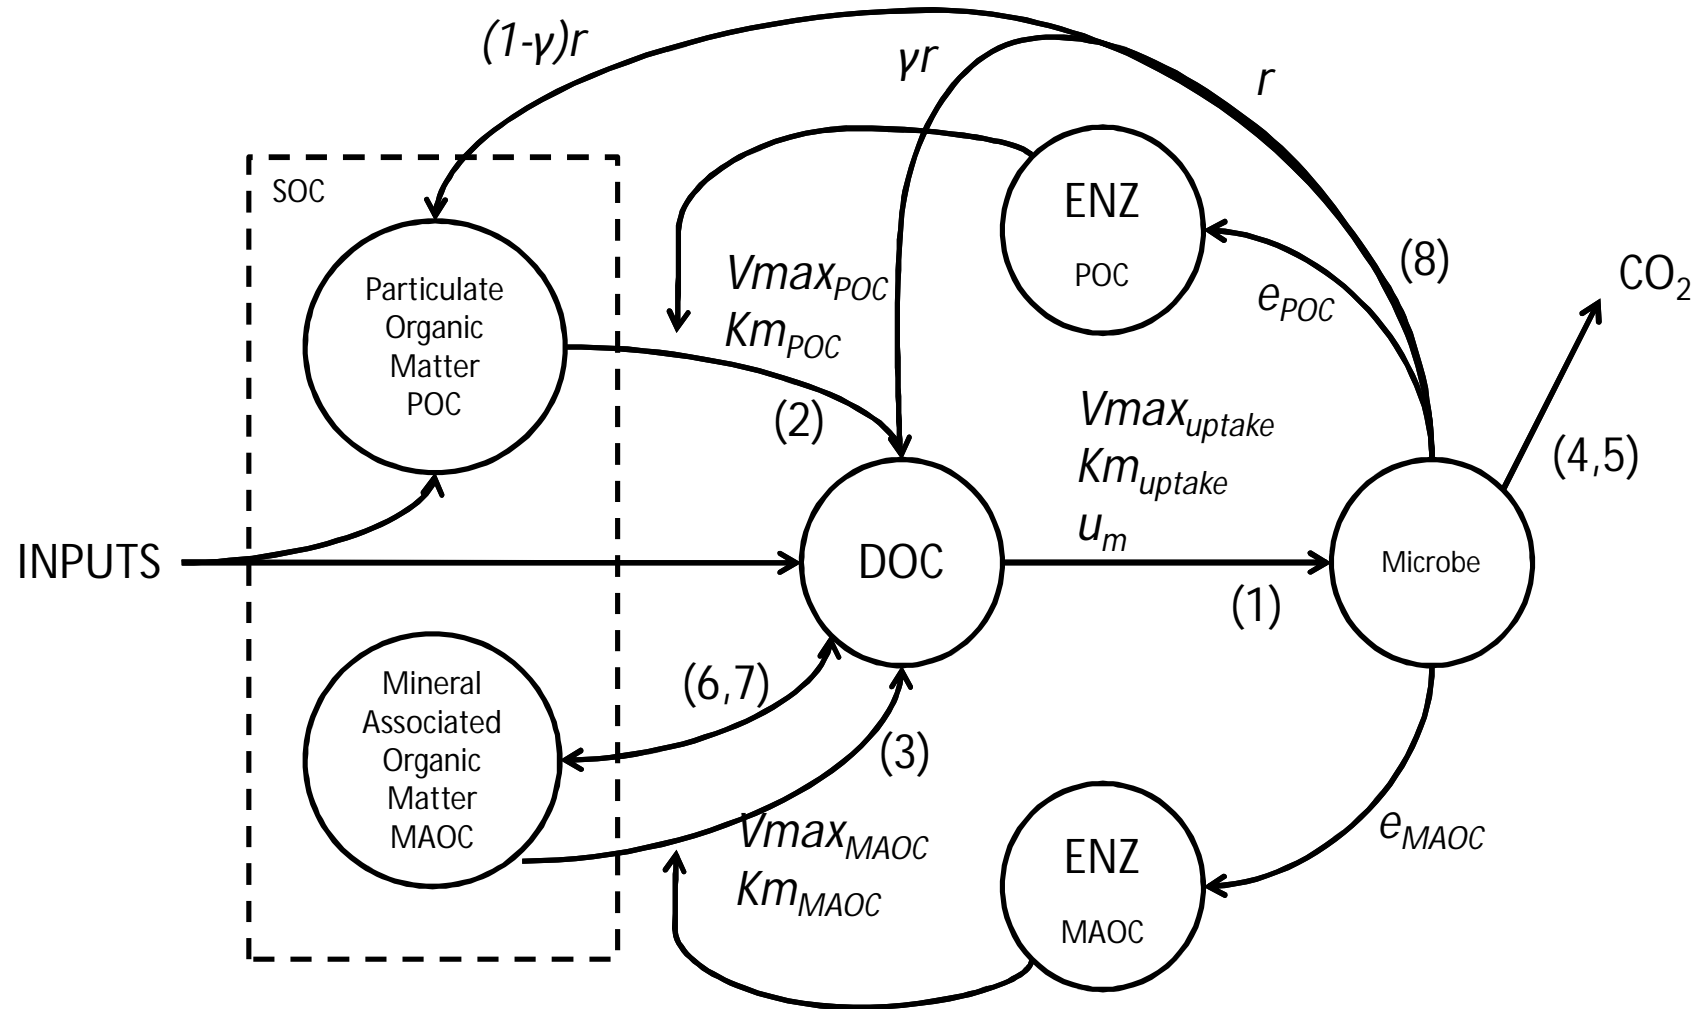 (1-γ)r
γr
r
SOC
ENZ
POC
(8)
CO₂
Particulate
Organic
Matter
POC
Vmax_POC
Km_POC
e_POC
(2)
Vmax_uptake
Km_uptake
u_m
(4,5)
INPUTS
DOC
Microbe
(1)
Mineral
Associated
Organic
Matter
MAOC
(6,7)
(3)
Vmax_MAOC
Km_MAOC
ENZ
MAOC
e_MAOC